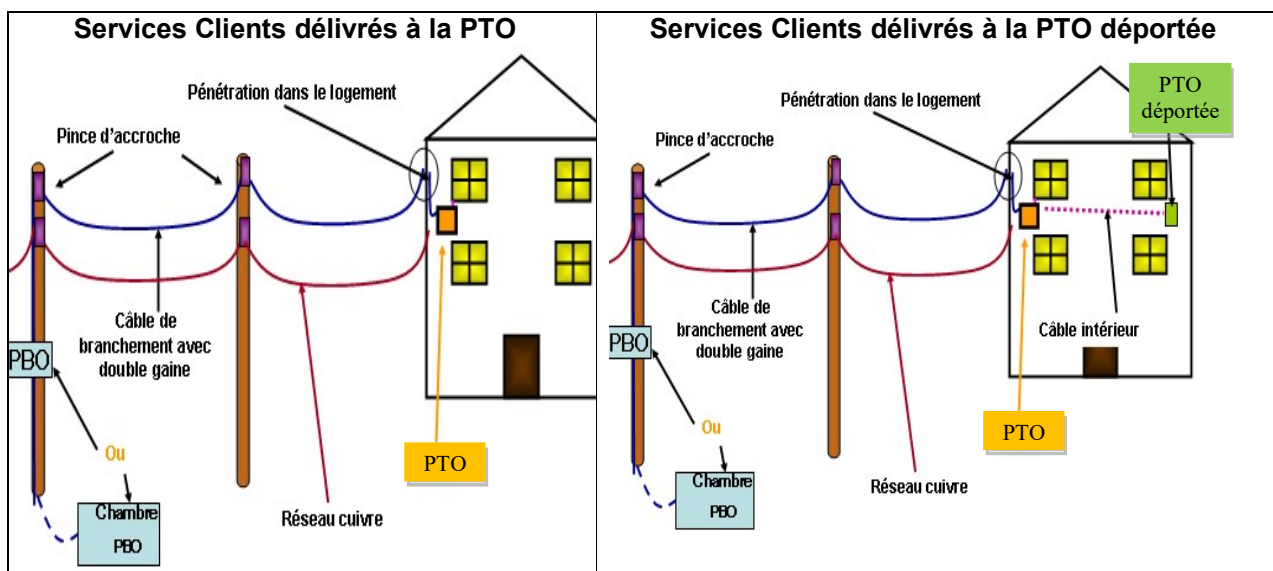 Services Clients délivrés à la PTO
Pénétration dans le logement
Pince d'accroche
Câble de
branchement avec
double gaine
PBO
Ou
Chambre
PBO
PTO
Réseau cuivre
Services Clients délivrés à la PTO déportée
PTO
déportée
Pénétration dans le logement
Pince d'accroche
Câble de
branchement avec
double gaine
Câble intérieur
PBO
Ou
PTO
Chambre
PBO
Réseau cuivre